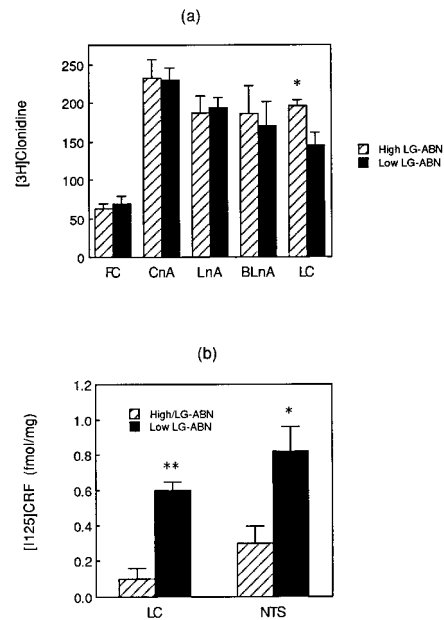 (a)
[3H]Clonidine
250
200
150
100
50
0
*
High LG-ABN
Low LG-ABN
FC CnA LnA BLnA LC
(b)
[I125]CRF (fmol/mg)
1.2
1.0
0.8
0.6
0.4
0.2
0.0
High/LG-ABN
Low LG-ABN
**
*
LC NTS